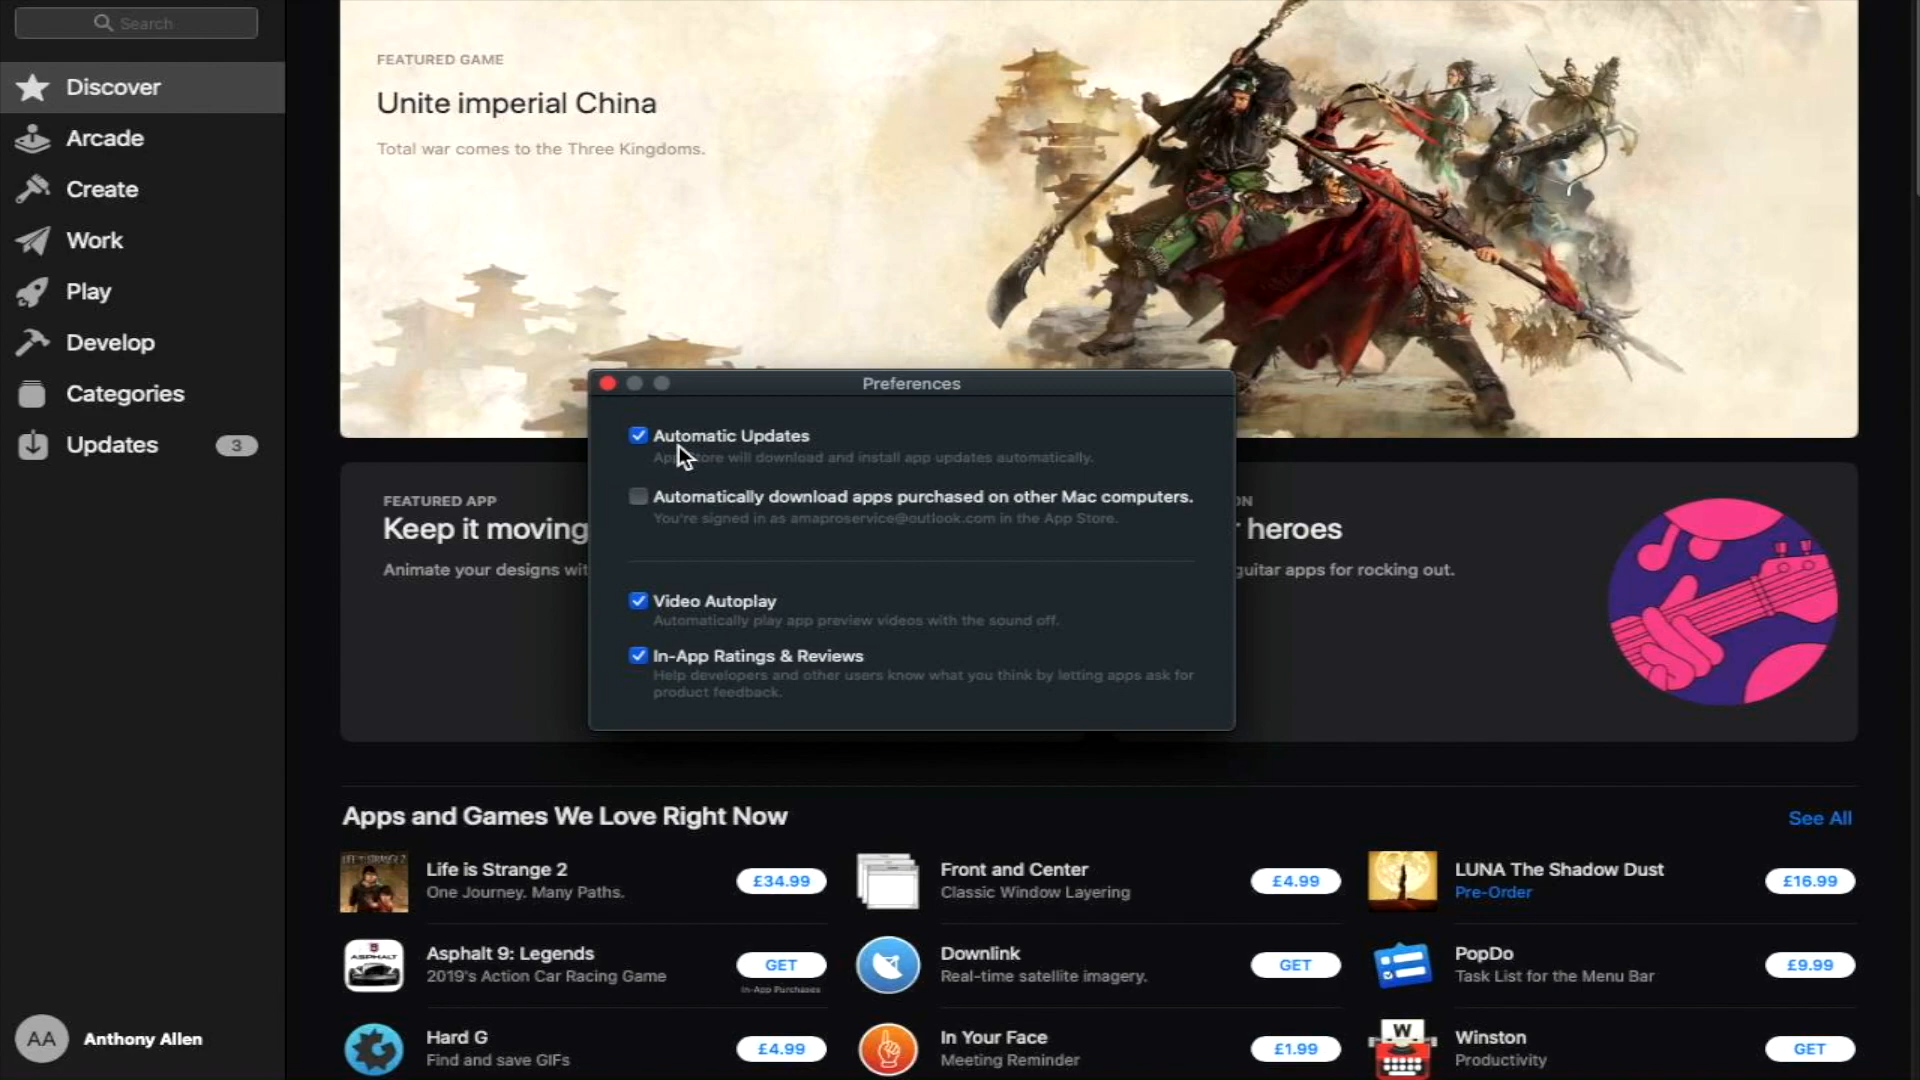 Search
Discover
Arcade
Create
Work
Play
Develop
Categories
Updates 3
AA Anthony Allen
FEATURED GAME
Unite imperial China
Total war comes to the Three Kingdoms.
Preferences
Automatic Updates
App Store will download and install app updates automatically.
Automatically download apps purchased on other Mac computers.
You're signed in as amaproservice@outlook.com in the App Store.
Video Autoplay
Automatically play app preview videos with the sound off.
In-App Ratings & Reviews
Help developers and other users know what you think by letting apps ask for
product feedback.
FEATURED APP
Keep it moving
Animate your designs
heroes
guitar apps for rocking out.
Apps and Games We Love Right Now
See All
Life is Strange 2
One Journey. Many Paths.
£34.99
Front and Center
Classic Window Layering
£4.99
LUNA The Shadow Dust
Pre-Order
£16.99
ASPHALT
Asphalt 9: Legends
2019's Action Car Racing Game
GET
In-App Purchases
Downlink
Real-time satellite imagery.
GET
PopDo
Task List for the Menu Bar
£9.99
Hard G
Find and save GIFs
£4.99
In Your Face
Meeting Reminder
£1.99
W
Winston
Productivity
GET